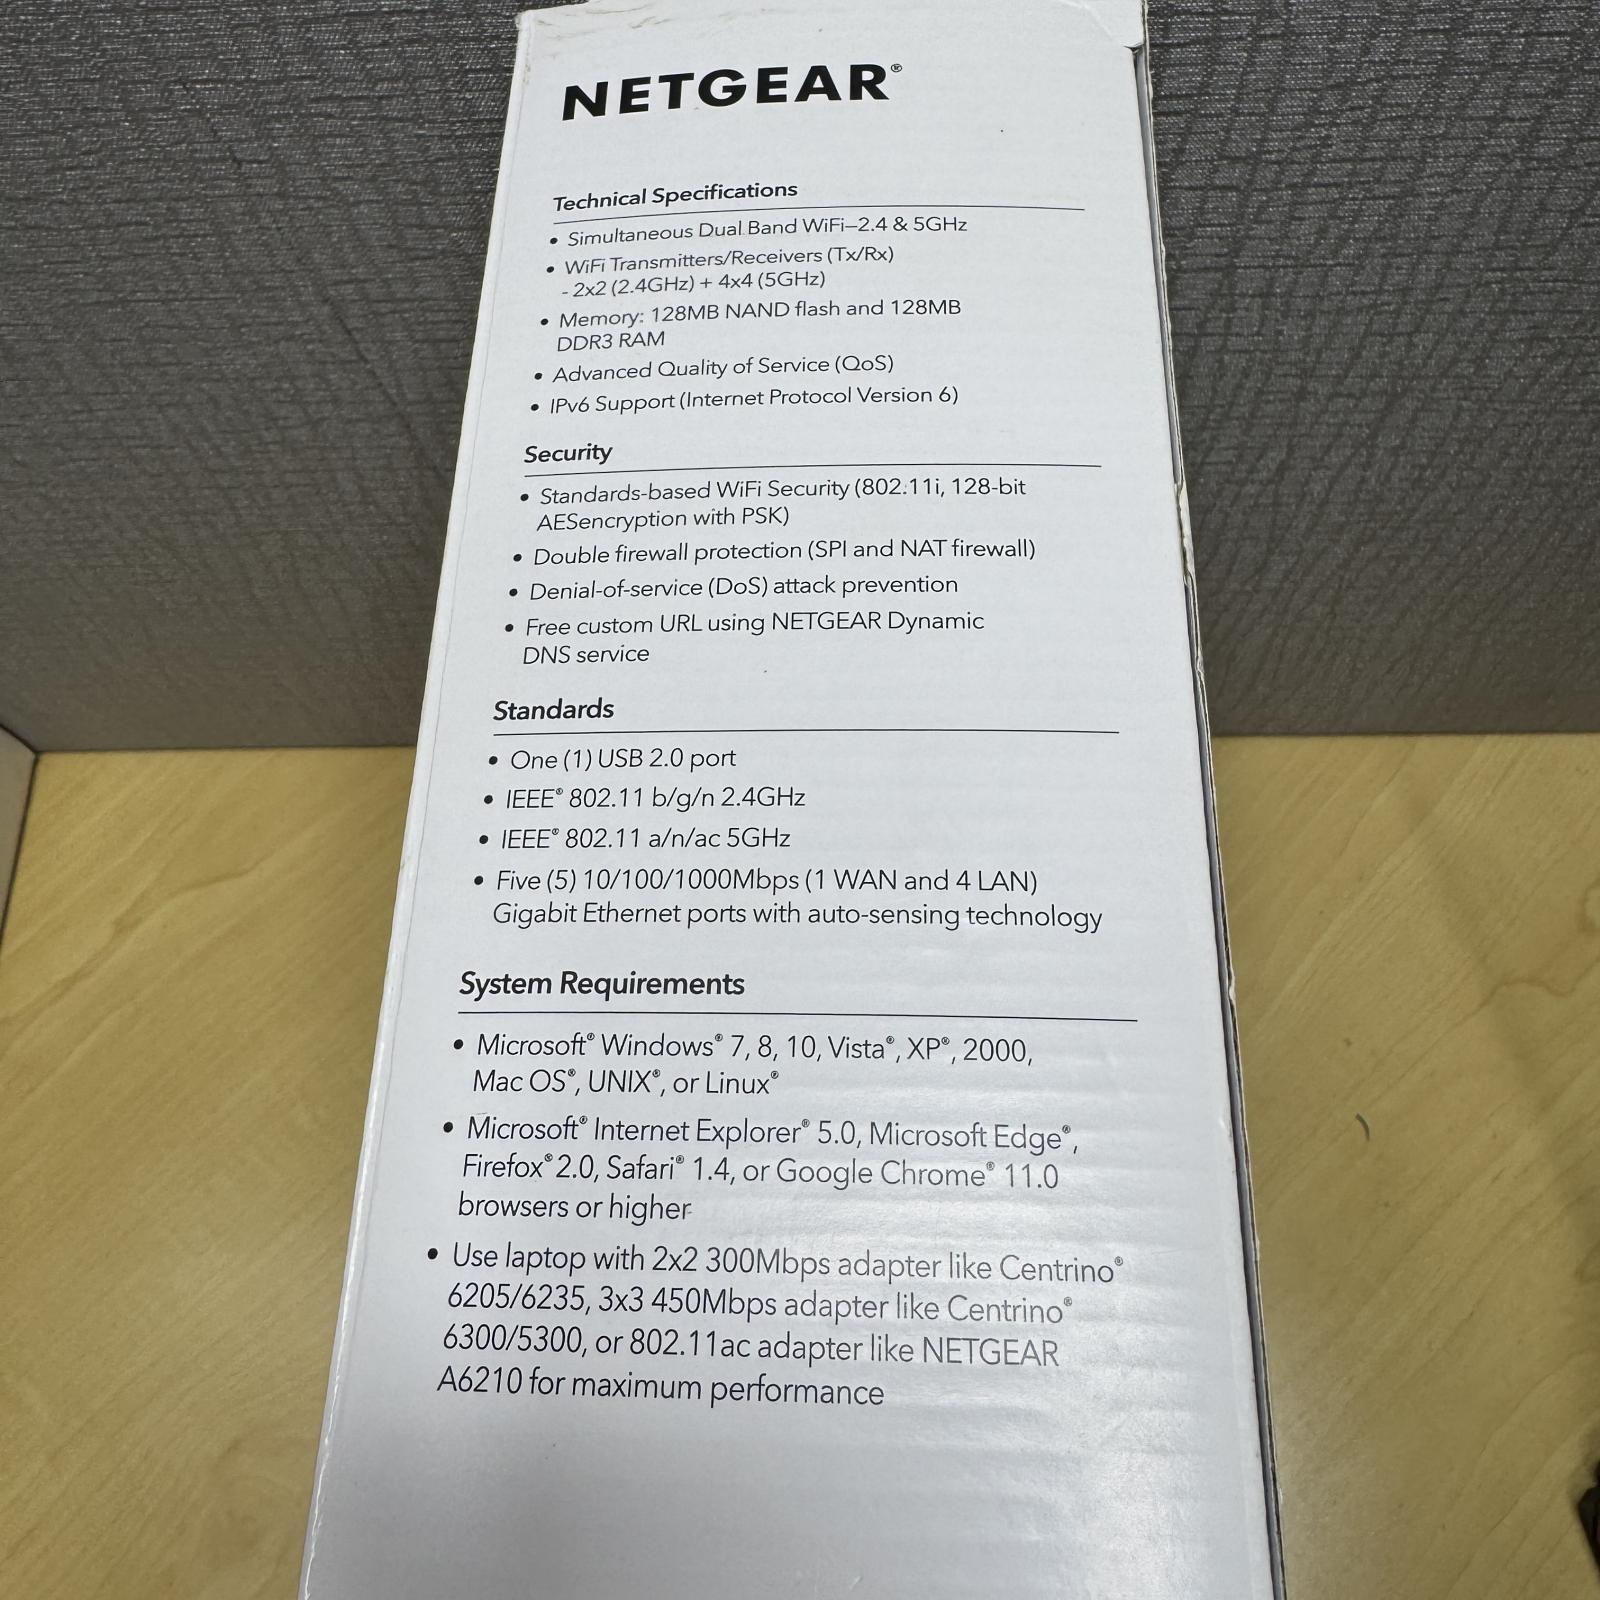 NETGEAR®
Technical Specifications
• Simultaneous Dual Band WiFi–2.4 & 5GHz
• WiFi Transmitters/Receivers (Tx/Rx)
- 2x2 (2.4GHz) + 4x4 (5GHz)
• Memory: 128MB NAND flash and 128MB
DDR3 RAM
• Advanced Quality of Service (QoS)
• IPv6 Support (Internet Protocol Version 6)
Security
• Standards-based WiFi Security (802.11i, 128-bit
AESencryption with PSK)
• Double firewall protection (SPI and NAT firewall)
• Denial-of-service (DoS) attack prevention
• Free custom URL using NETGEAR Dynamic
DNS service
Standards
• One (1) USB 2.0 port
• IEEE® 802.11 b/g/n 2.4GHz
• IEEE® 802.11 a/n/ac 5GHz
• Five (5) 10/100/1000Mbps (1 WAN and 4 LAN)
Gigabit Ethernet ports with auto-sensing technology
System Requirements
• Microsoft® Windows® 7, 8, 10, Vista®, XP®, 2000,
Mac OS®, UNIX®, or Linux®
• Microsoft® Internet Explorer® 5.0, Microsoft Edge®,
Firefox® 2.0, Safari® 1.4, or Google Chrome® 11.0
browsers or higher
• Use laptop with 2x2 300Mbps adapter like Centrino®
6205/6235, 3x3 450Mbps adapter like Centrino®
6300/5300, or 802.11ac adapter like NETGEAR
A6210 for maximum performance